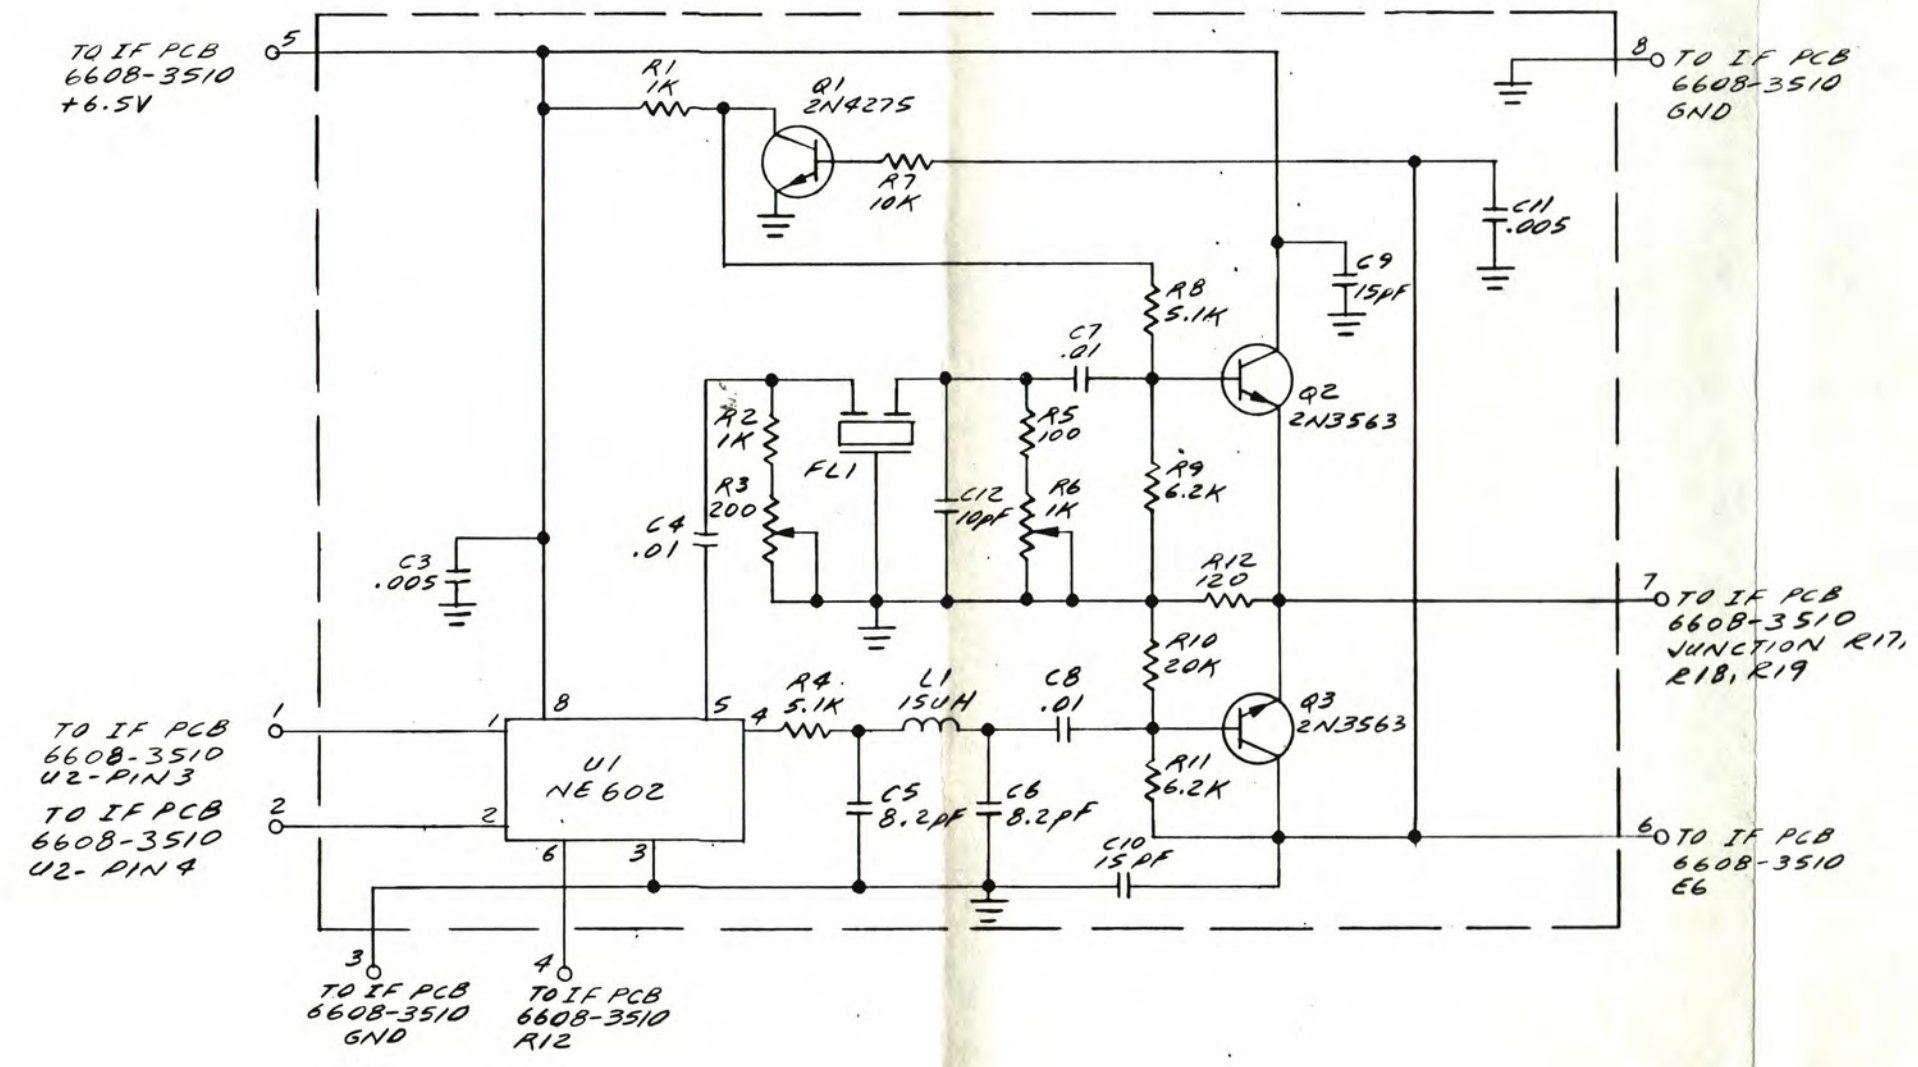 TO IF PCB
6608-3510
+6.5V
5
R1
1K
Q1
2N4275
8
TO IF PCB
6608-3510
GND
R7
10K
C11
.005
C9
15pF
R8
5.1K
C7
.01
Q2
2N3563
R2
1K
R3
200
FL1
C12
10pF
R5
100
R6
1K
R9
6.2K
C4
.01
C3
.005
R12
120
7
TO IF PCB
6608-3510
JUNCTION R17,
R18, R19
R10
20K
R4
5.1K
L1
15UH
C8
.01
Q3
2N3563
1
TO IF PCB
6608-3510
U2-PIN 3
1
8
5
4
U1
NE602
2
TO IF PCB
6608-3510
U2-PIN 4
2
6
3
C5
8.2pF
C6
8.2pF
R11
6.2K
C10
15PF
6
TO IF PCB
6608-3510
E6
3
TO IF PCB
6608-3510
GND
4
TO IF PCB
6608-3510
R12